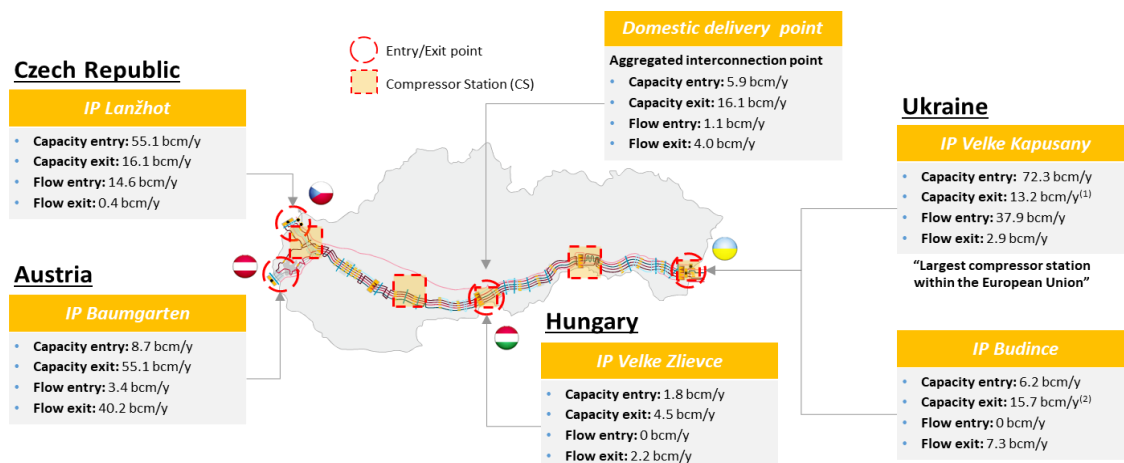 Entry/Exit point
Compressor Station (CS)
Czech Republic
IP Lanžhot
• Capacity entry: 55.1 bcm/y
• Capacity exit: 16.1 bcm/y
• Flow entry: 14.6 bcm/y
• Flow exit: 0.4 bcm/y
Austria
IP Baumgarten
• Capacity entry: 8.7 bcm/y
• Capacity exit: 55.1 bcm/y
• Flow entry: 3.4 bcm/y
• Flow exit: 40.2 bcm/y
Domestic delivery point
Aggregated interconnection point
• Capacity entry: 5.9 bcm/y
• Capacity exit: 16.1 bcm/y
• Flow entry: 1.1 bcm/y
• Flow exit: 4.0 bcm/y
Hungary
IP Velke Zlievce
• Capacity entry: 1.8 bcm/y
• Capacity exit: 4.5 bcm/y
• Flow entry: 0 bcm/y
• Flow exit: 2.2 bcm/y
Ukraine
IP Velke Kapusany
• Capacity entry: 72.3 bcm/y
• Capacity exit: 13.2 bcm/y(1)
• Flow entry: 37.9 bcm/y
• Flow exit: 2.9 bcm/y
“Largest compressor station
within the European Union”
IP Budince
• Capacity entry: 6.2 bcm/y
• Capacity exit: 15.7 bcm/y(2)
• Flow entry: 0 bcm/y
• Flow exit: 7.3 bcm/y